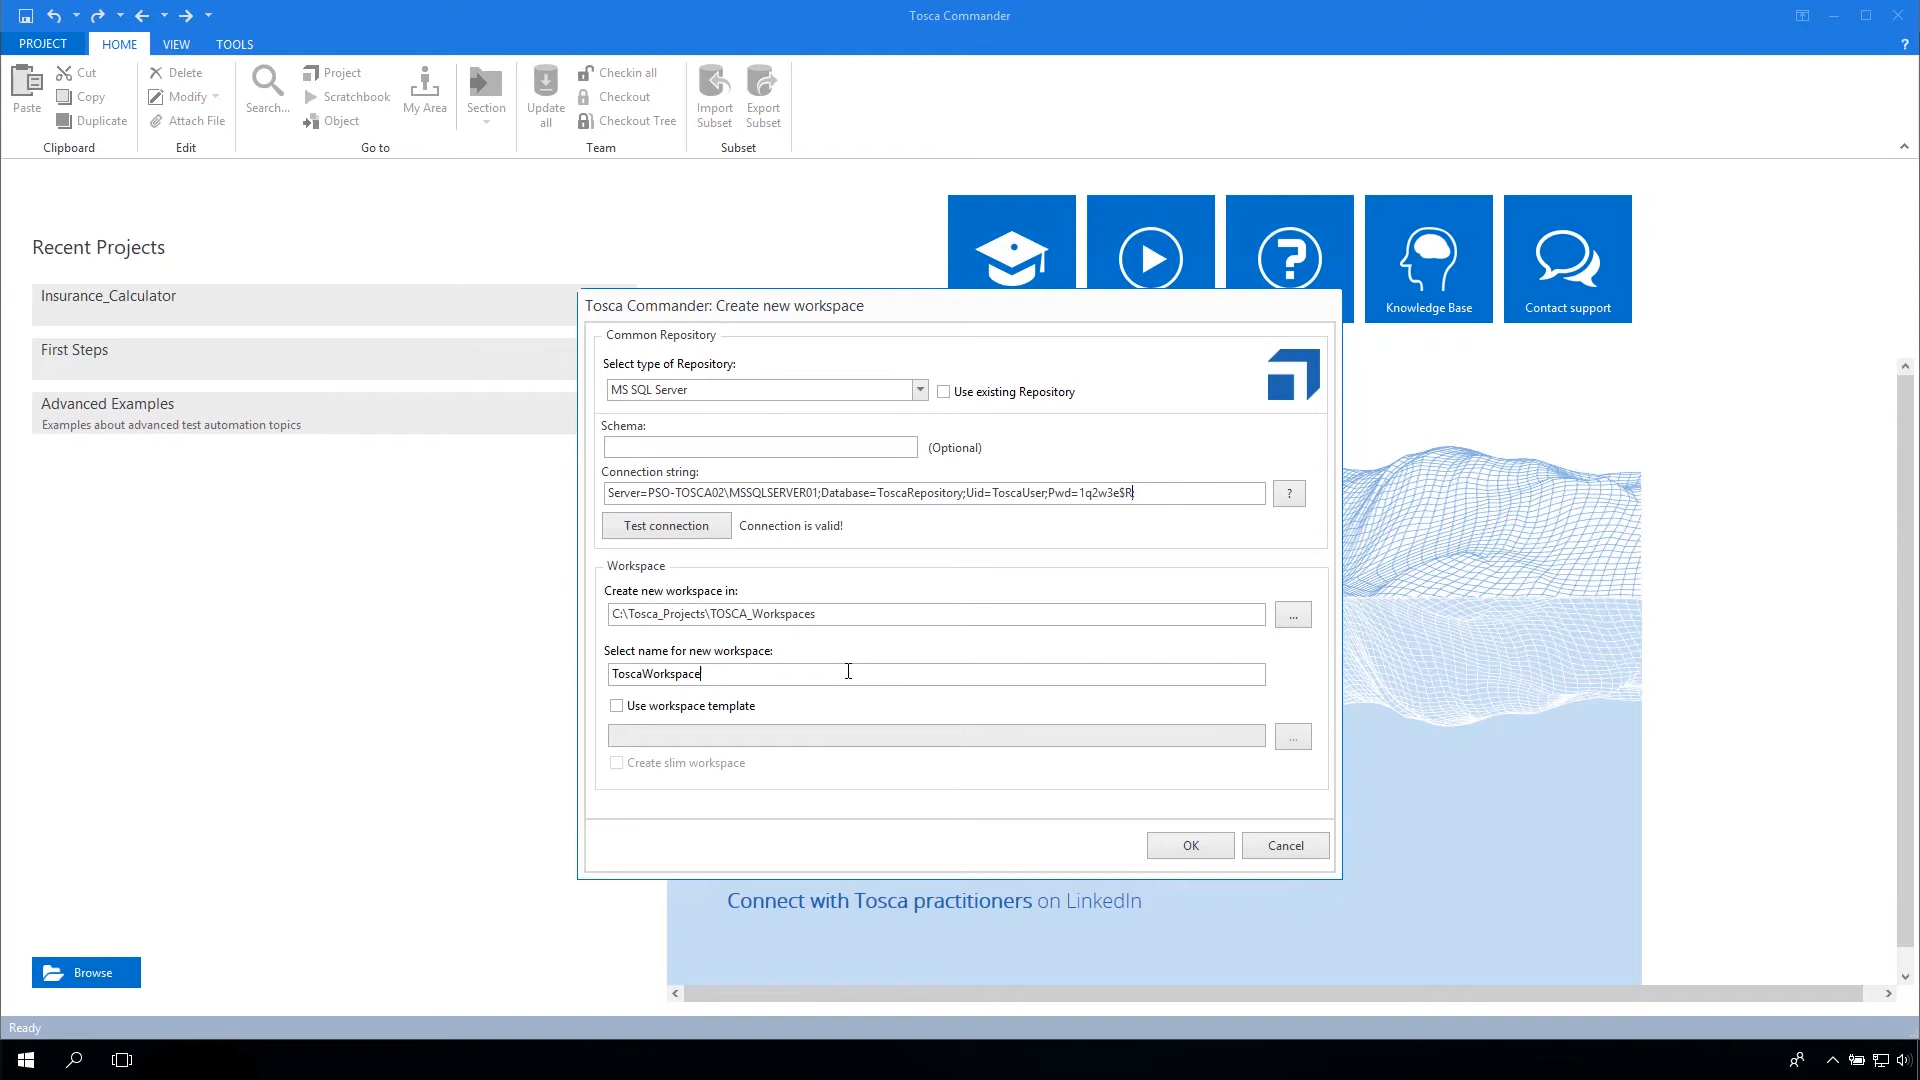 Tosca Commander
PROJECT HOME VIEW TOOLS ?
Paste
Cut
Copy
Duplicate
Clipboard
Delete
Modify
Attach File
Edit
Search...
Project
Scratchbook
Object
My Area
Section
Go to
Update all
Checkin all
Checkout
Checkout Tree
Team
Import Subset
Export Subset
Subset
Recent Projects
Insurance_Calculator
First Steps
Advanced Examples
Examples about advanced test automation topics
?
Knowledge Base
Contact support
Tosca Commander: Create new workspace
Common Repository
Select type of Repository:
MS SQL Server
Use existing Repository
Schema:
(Optional)
Connection string:
Server=PSO-TOSCA02\MSSQLSERVER01;Database=ToscaRepository;Uid=ToscaUser;Pwd=1q2w3e$R;
?
Test connection
Connection is valid!
Workspace
Create new workspace in:
C:\Tosca_Projects\TOSCA_Workspaces
...
Select name for new workspace:
ToscaWorkspace
Use workspace template
...
Create slim workspace
OK
Cancel
Connect with Tosca practitioners on LinkedIn
Browse
Ready